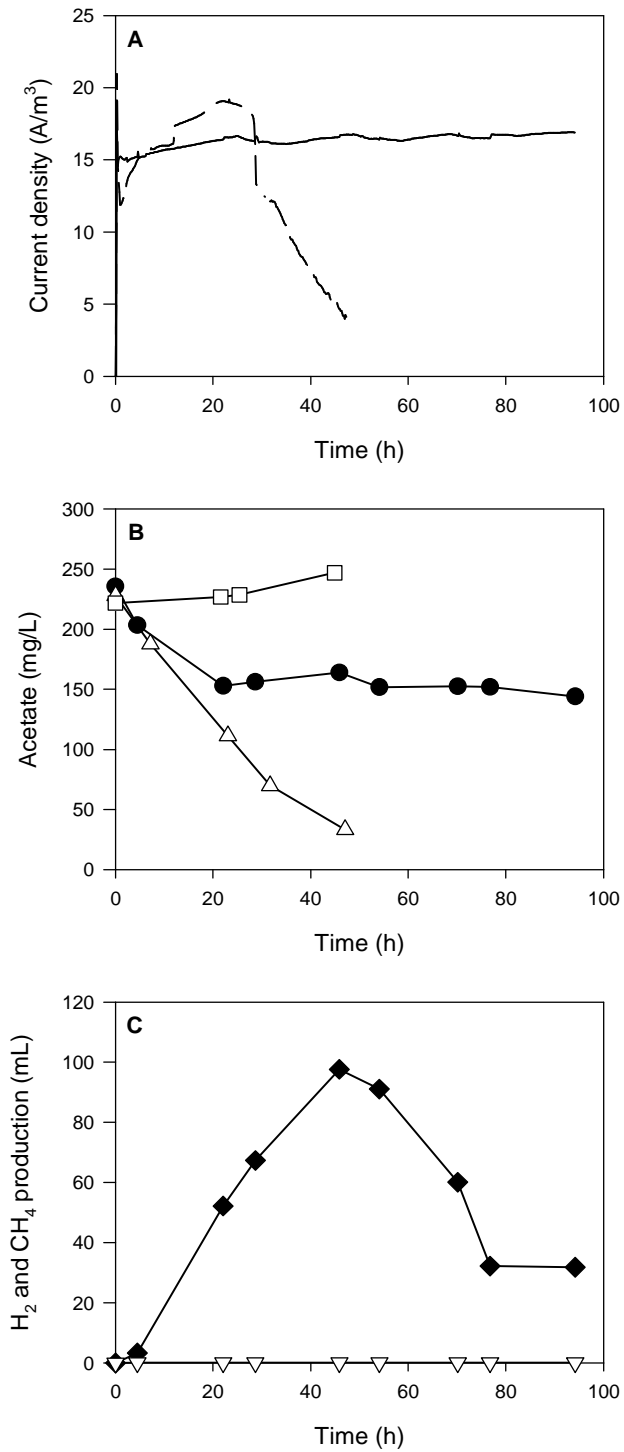 A
Current density (A/m³)
25
20
15
10
5
0
0 20 40 60 80 100
Time (h)
B
Acetate (mg/L)
300
250
200
150
100
50
0
0 20 40 60 80 100
Time (h)
C
H₂ and CH₄ production (mL)
120
100
80
60
40
20
0
0 20 40 60 80 100
Time (h)